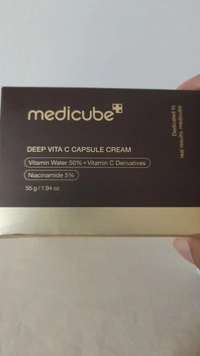 medicube
Dedicated to
real results, medicube
DEEP VITA C CAPSULE CREAM
Vitamin Water 50% + Vitamin C Derivatives
Niacinamide 5%
55 g / 1.94 oz